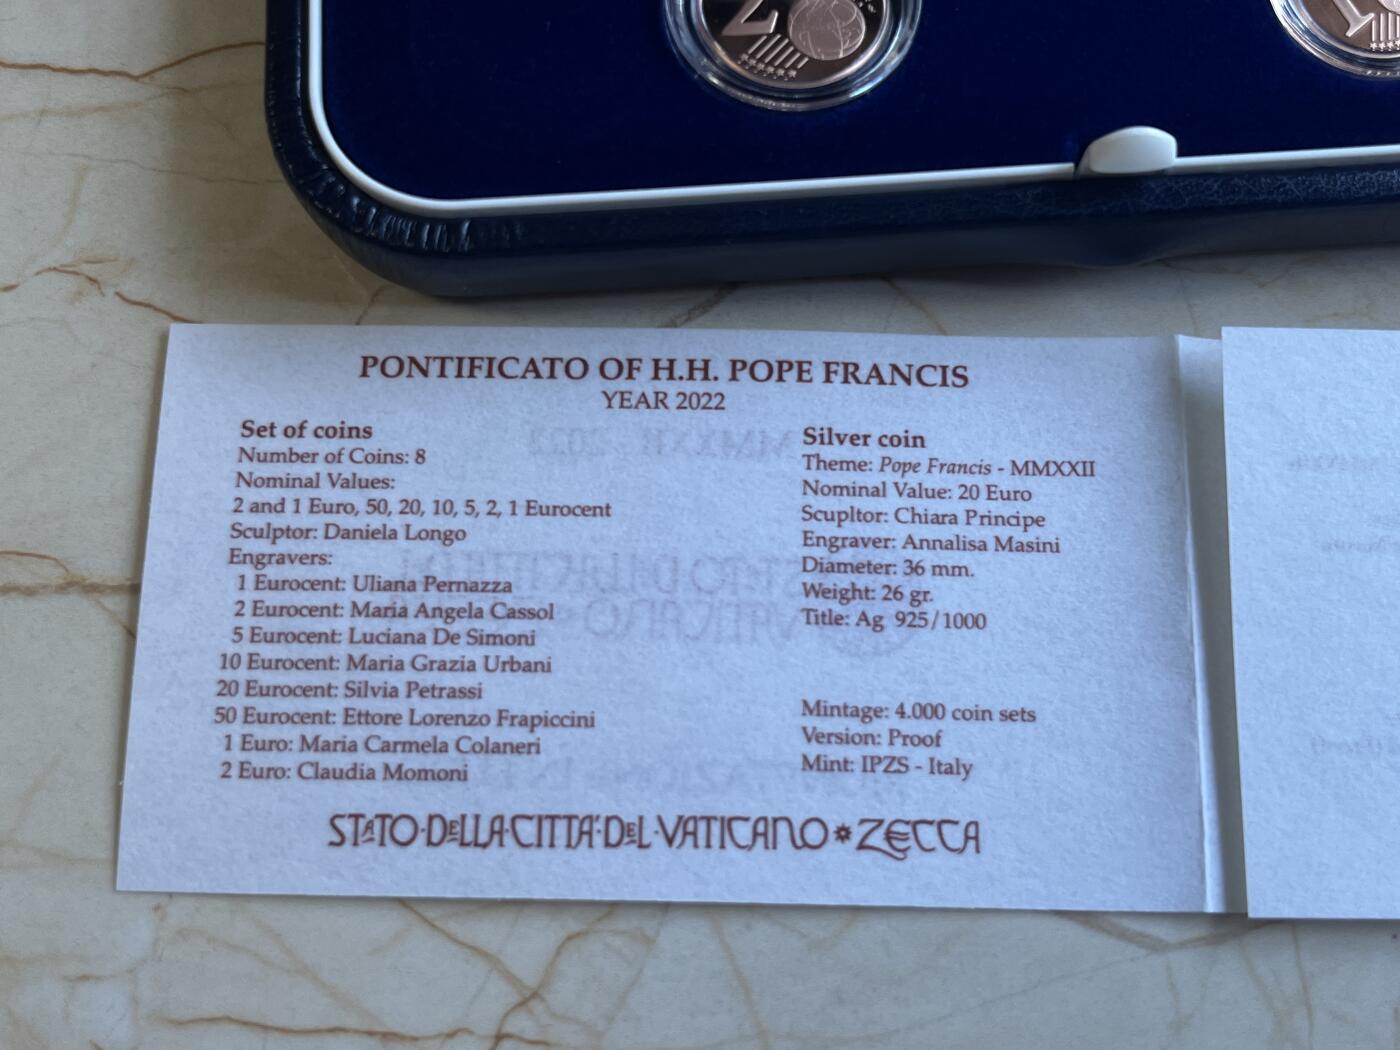 2
1
PONTIFICATO OF H.H. POPE FRANCIS
YEAR 2022
Set of coins
Number of Coins: 8
Nominal Values:
2 and 1 Euro, 50, 20, 10, 5, 2, 1 Eurocent
Sculptor: Daniela Longo
Engravers:
1 Eurocent: Uliana Pernazza
2 Eurocent: Maria Angela Cassol
5 Eurocent: Luciana De Simoni
10 Eurocent: Maria Grazia Urbani
20 Eurocent: Silvia Petrassi
50 Eurocent: Ettore Lorenzo Frapiccini
1 Euro: Maria Carmela Colaneri
2 Euro: Claudia Momoni
Silver coin
Theme: Pope Francis - MMXXII
Nominal Value: 20 Euro
Scupltor: Chiara Principe
Engraver: Annalisa Masini
Diameter: 36 mm.
Weight: 26 gr.
Title: Ag 925/1000
Mintage: 4.000 coin sets
Version: Proof
Mint: IPZS - Italy
STATO·DELLA·CITTÀ·DEL·VATICANO * ZECCA